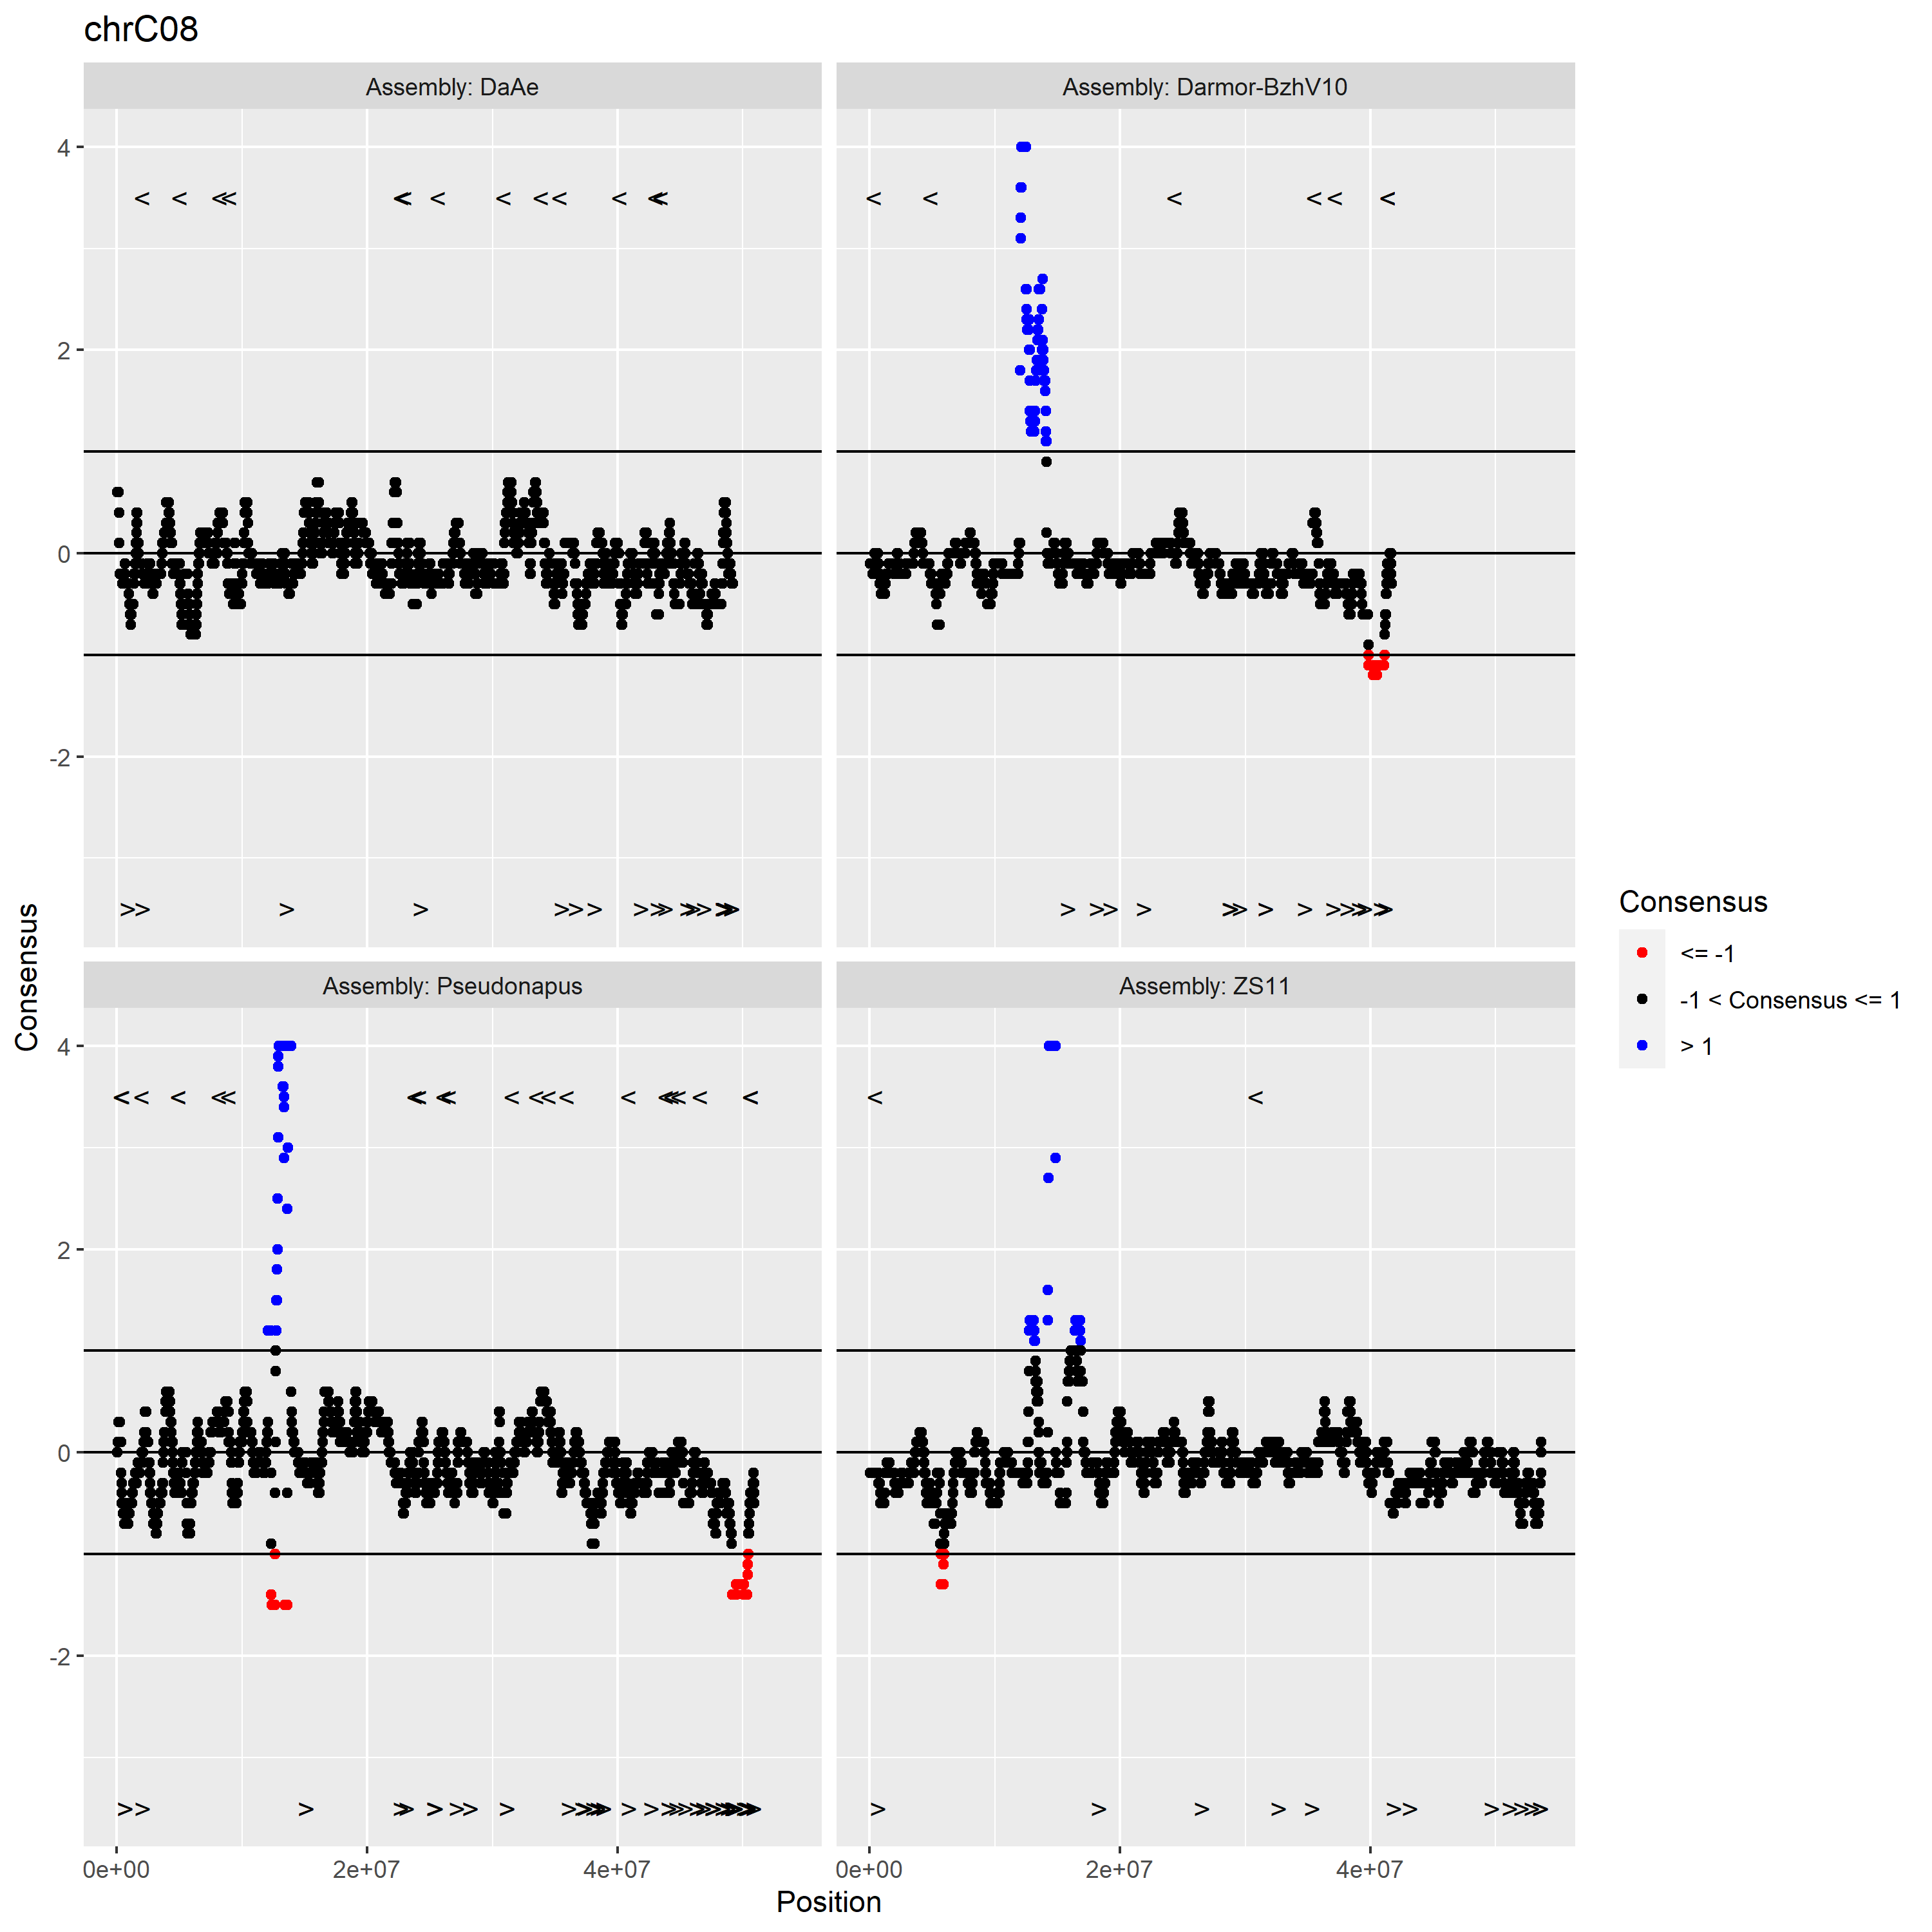 chrC08
Assembly: DaAe
Assembly: Darmor-BzhV10
4
2
0
-2
Assembly: Pseudonapus
Assembly: ZS11
4
2
0
-2
Consensus
0e+00
2e+07
4e+07
0e+00
2e+07
4e+07
Position
Consensus
<= -1
-1 < Consensus <= 1
> 1